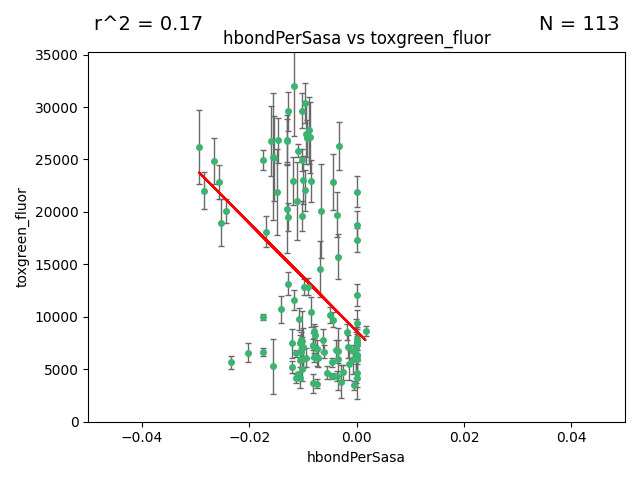 r^2 = 0.17
N = 113
hbondPerSasa vs toxgreen_fluor
35000
30000
25000
20000
15000
10000
5000
0
toxgreen_fluor
−0.04
−0.02
0.00
0.02
0.04
hbondPerSasa